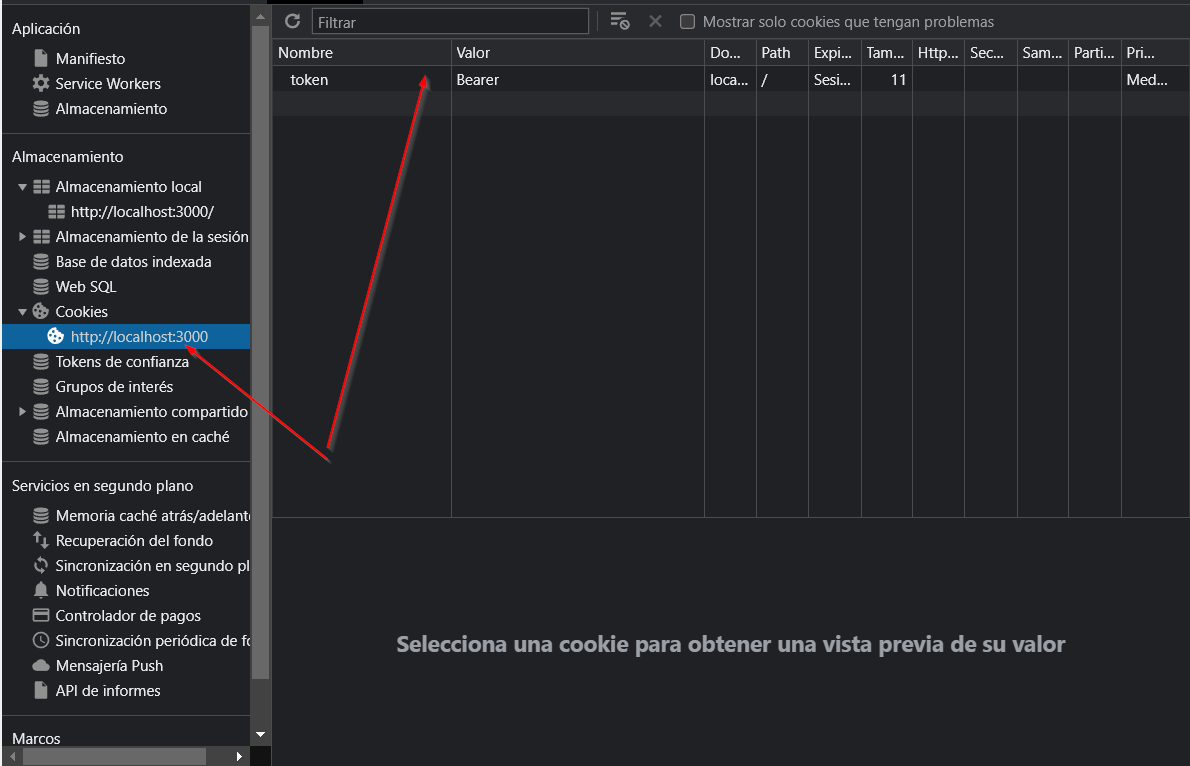 Aplicación
Manifiesto
Service Workers
Almacenamiento
Almacenamiento
Almacenamiento local
http://localhost:3000/
Almacenamiento de la sesión
Base de datos indexada
Web SQL
Cookies
http://localhost:3000
Tokens de confianza
Grupos de interés
Almacenamiento compartido
Almacenamiento en caché
Servicios en segundo plano
Memoria caché atrás/adelant
Recuperación del fondo
Sincronización en segundo pl
Notificaciones
Controlador de pagos
Sincronización periódica de fo
Mensajería Push
API de informes
Marcos
Filtrar
Mostrar solo cookies que tengan problemas
Nombre Valor Do... Path Expi... Tam... Http... Sec... Sam... Parti... Pri...
token Bearer loca... / Sesi... 11 Med...
Selecciona una cookie para obtener una vista previa de su valor